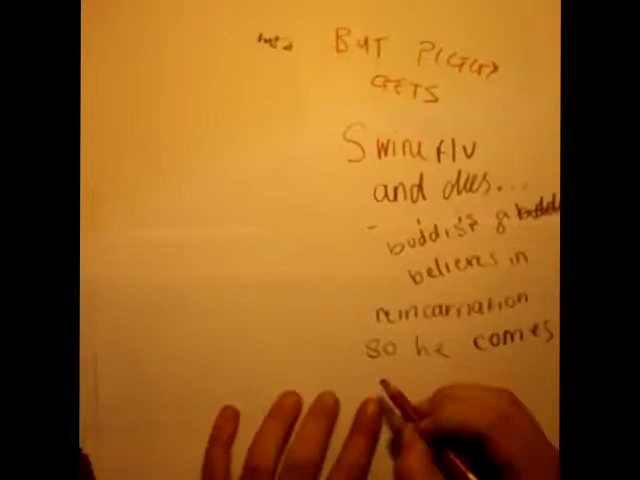 BUT PIGGY
GETS
Swine flu
and dies...
- buddist &
believes in
reincarnation
so he comes